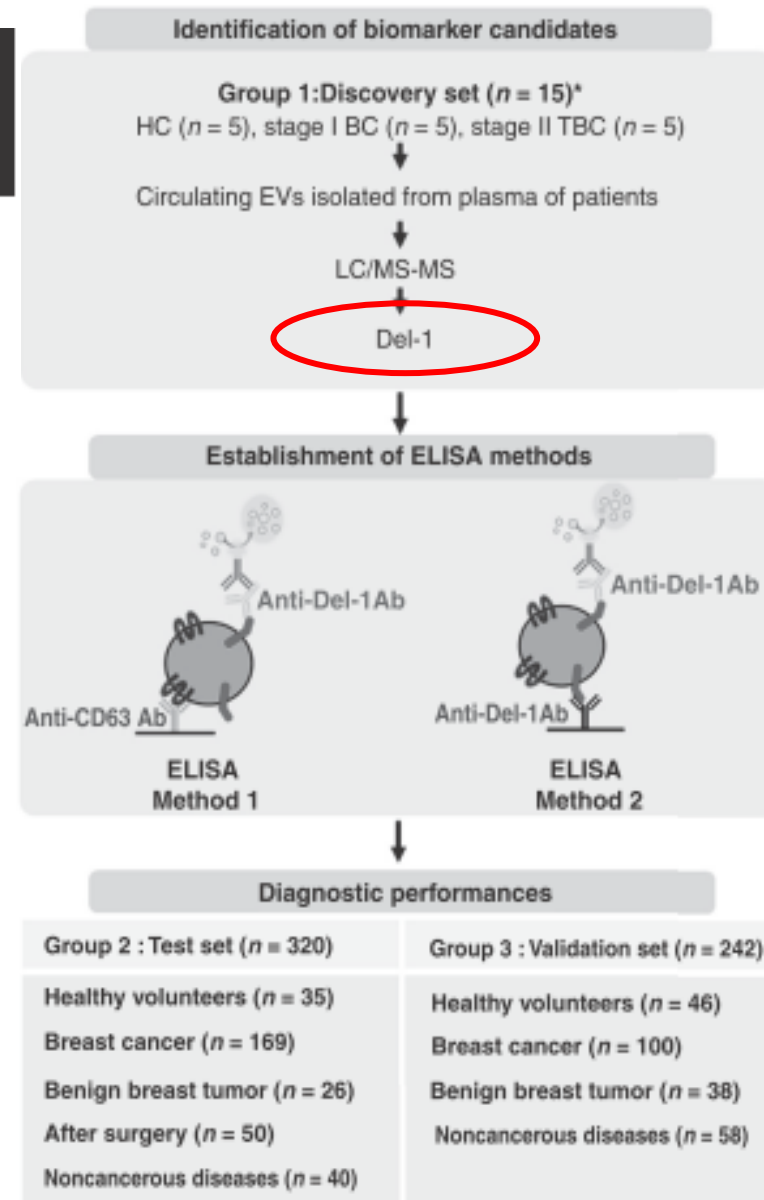 Identification of biomarker candidates
Group 1:Discovery set (n = 15)*
HC (n = 5), stage I BC (n = 5), stage II TBC (n = 5)
Circulating EVs isolated from plasma of patients
LC/MS-MS
Del-1
Establishment of ELISA methods
Anti-Del-1Ab
Anti-CD63 Ab
ELISA
Method 1
Anti-Del-1Ab
Anti-Del-1Ab
ELISA
Method 2
Diagnostic performances
Group 2 : Test set (n = 320)
Healthy volunteers (n = 35)
Breast cancer (n = 169)
Benign breast tumor (n = 26)
After surgery (n = 50)
Noncancerous diseases (n = 40)
Group 3 : Validation set (n = 242)
Healthy volunteers (n = 46)
Breast cancer (n = 100)
Benign breast tumor (n = 38)
Noncancerous diseases (n = 58)